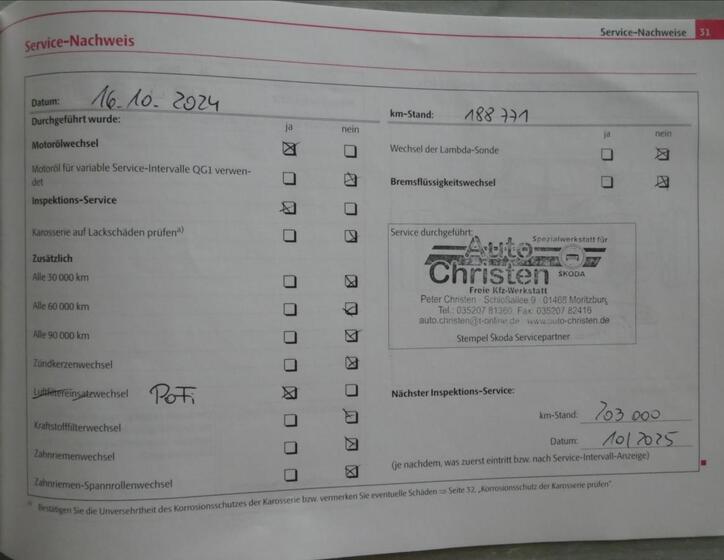 Service-Nachweise 31
Service-Nachweis
Datum: 16.10.2024
Durchgeführt wurde:
ja nein
Motorölwechsel
Motoröl für variable Service-Intervalle QG1 verwen-
det
Inspektions-Service
Karosserie auf Lackschäden prüfen a)
Zusätzlich
Alle 30 000 km
Alle 60 000 km
Alle 90 000 km
Zündkerzenwechsel
Luftfiltereinsatzwechsel PoFi
Kraftstofffilterwechsel
Zahnriemenwechsel
Zahnriemen-Spannrollenwechsel
km-Stand: 188 771
ja nein
Wechsel der Lambda-Sonde
Bremsflüssigkeitswechsel
Service durchgeführt:
Spezialwerkstatt für
Auto
Christen
SKODA
Freie Kfz-Werkstatt
Peter Christen · Schloßallee 9 · 01468 Moritzburg
Tel.: 035207 81360, Fax: 035207 82416
auto.christen@t-online.de · www.auto-christen.de
Stempel Skoda Servicepartner
Nächster Inspektions-Service:
km-Stand: 203 000
Datum: 10/2025
(je nachdem, was zuerst eintritt bzw. nach Service-Intervall-Anzeige)
a) Bestätigen Sie die Unversehrtheit des Korrosionsschutzes der Karosserie bzw. vermerken Sie eventuelle Schäden ⇒ Seite 32, „Korrosionsschutz der Karosserie prüfen".